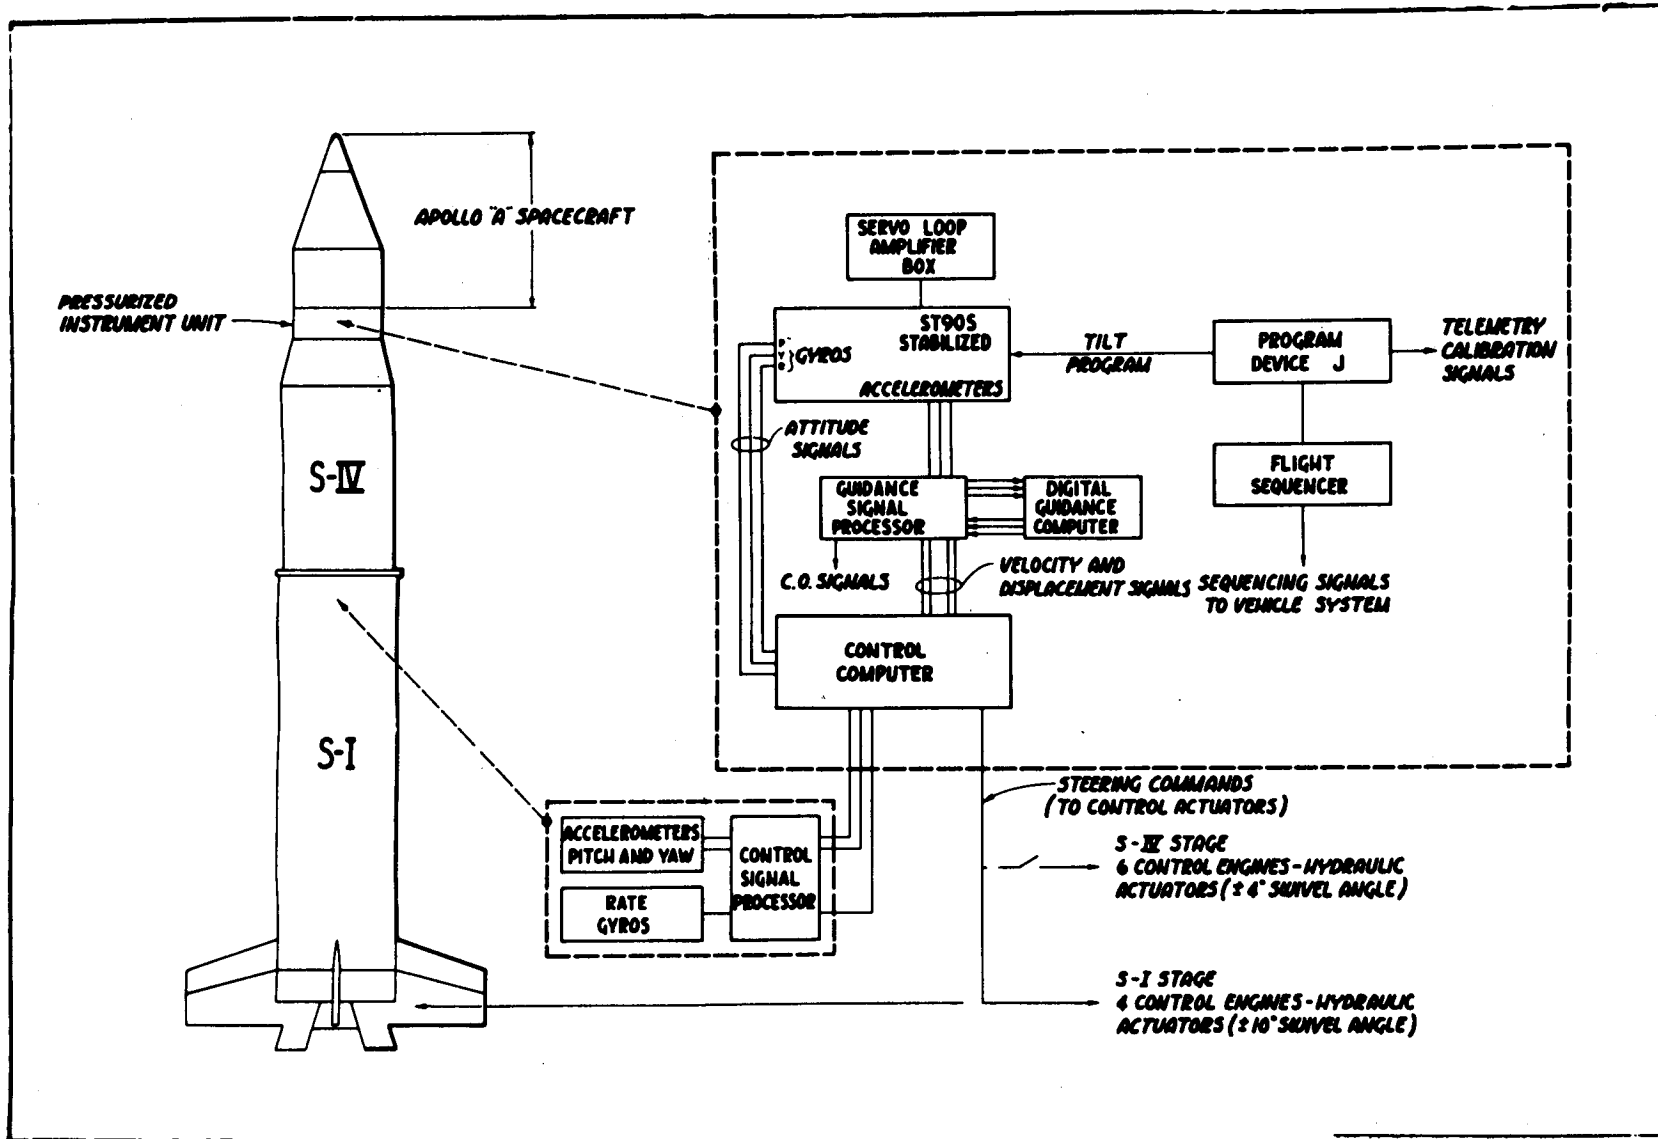 APOLLO "A" SPACECRAFT
PRESSURIZED
INSTRUMENT UNIT
S-IV
S-I
SERVO LOOP
AMPLIFIER
BOX
ST90S
STABILIZED
P
Y
R
GYROS
ACCELEROMETERS
TILT
PROGRAM
PROGRAM
DEVICE J
TELEMETRY
CALIBRATION
SIGNALS
ATTITUDE
SIGNALS
FLIGHT
SEQUENCER
GUIDANCE
SIGNAL
PROCESSOR
DIGITAL
GUIDANCE
COMPUTER
C.O. SIGNALS
VELOCITY AND
DISPLACEMENT SIGNALS
SEQUENCING SIGNALS
TO VEHICLE SYSTEM
CONTROL
COMPUTER
STEERING COMMANDS
(TO CONTROL ACTUATORS)
ACCELEROMETERS
PITCH AND YAW
RATE
GYROS
CONTROL
SIGNAL
PROCESSOR
S-IV STAGE
6 CONTROL ENGINES-HYDRAULIC
ACTUATORS (± 4° SWIVEL ANGLE)
S-I STAGE
4 CONTROL ENGINES-HYDRAULIC
ACTUATORS (±10° SWIVEL ANGLE)